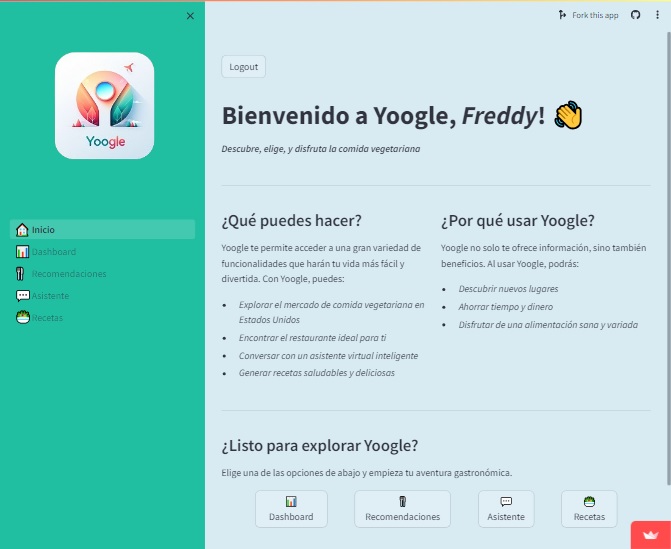 Fork this app
Yoogle
Inicio
Dashboard
Recomendaciones
Asistente
Recetas
Logout
Bienvenido a Yoogle, Freddy! 👋
Descubre, elige, y disfruta la comida vegetariana
¿Qué puedes hacer?
Yoogle te permite acceder a una gran variedad de
funcionalidades que harán tu vida más fácil y
divertida. Con Yoogle, puedes:
• Explorar el mercado de comida vegetariana en
Estados Unidos
• Encontrar el restaurante ideal para ti
• Conversar con un asistente virtual inteligente
• Generar recetas saludables y deliciosas
¿Por qué usar Yoogle?
Yoogle no solo te ofrece información, sino también
beneficios. Al usar Yoogle, podrás:
• Descubrir nuevos lugares
• Ahorrar tiempo y dinero
• Disfrutar de una alimentación sana y variada
¿Listo para explorar Yoogle?
Elige una de las opciones de abajo y empieza tu aventura gastronómica.
Dashboard
Recomendaciones
Asistente
Recetas